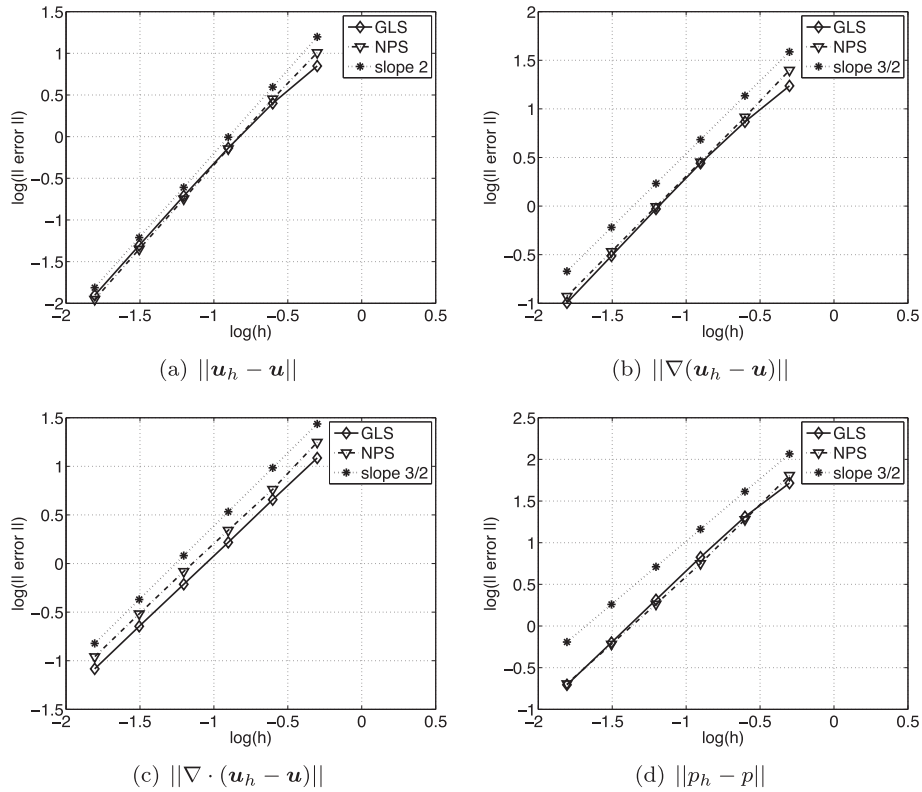 1.5
1
0.5
0
−0.5
−1
−1.5
−2
−2
−1.5
−1
−0.5
0
0.5
log(h)
log(|| error ||)
GLS
NPS
slope 2
(a) ||u_h − u||
2
1.5
1
0.5
0
−0.5
−1
−2
−1.5
−1
−0.5
0
0.5
log(h)
log(|| error ||)
GLS
NPS
slope 3/2
(b) ||∇(u_h − u)||
1.5
1
0.5
0
−0.5
−1
−1.5
−2
−1.5
−1
−0.5
0
0.5
log(h)
log(|| error ||)
GLS
NPS
slope 3/2
(c) ||∇ · (u_h − u)||
2.5
2
1.5
1
0.5
0
−0.5
−1
−2
−1.5
−1
−0.5
0
0.5
log(h)
log(|| error ||)
GLS
NPS
slope 3/2
(d) ||p_h − p||